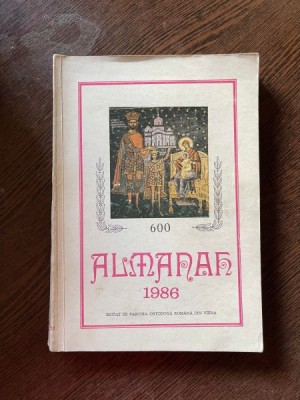 600
ALMANAH
1986
EDITAT DE PAROHIA ORTODOXĂ ROMÂNĂ DIN VIENA